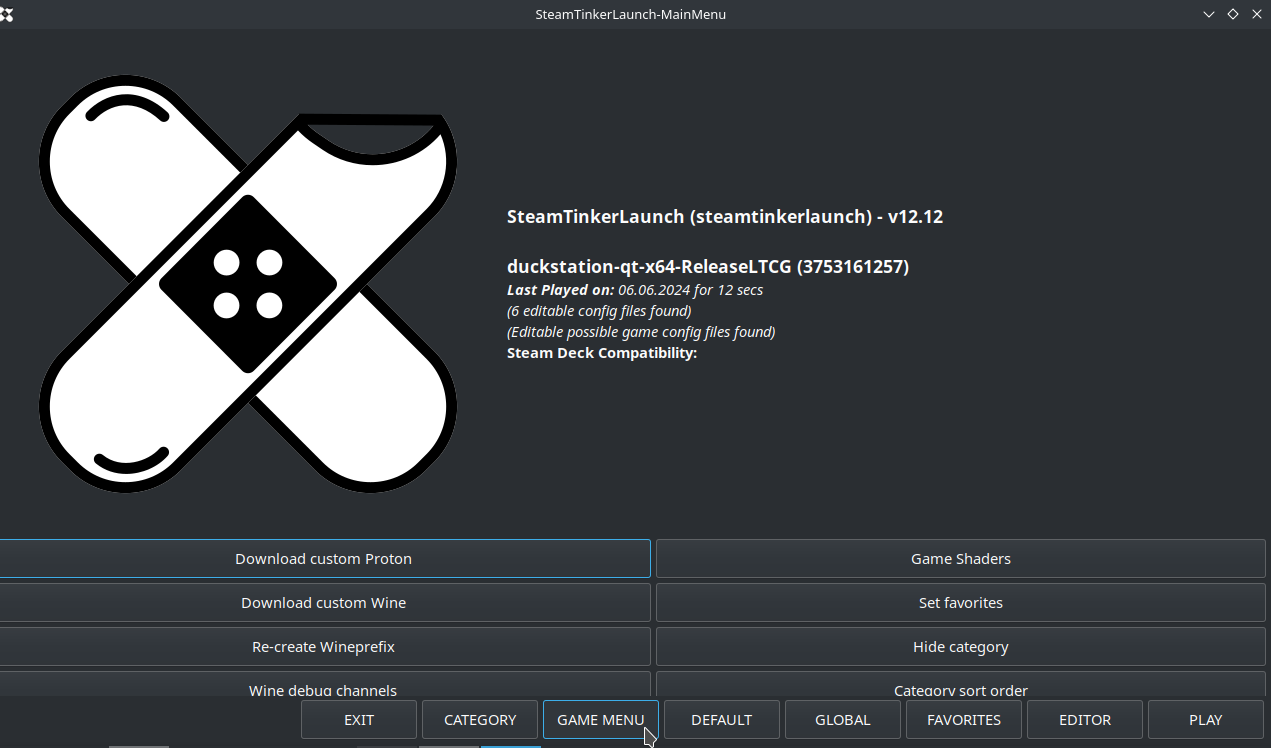 SteamTinkerLaunch-MainMenu
SteamTinkerLaunch (steamtinkerlaunch) - v12.12
duckstation-qt-x64-ReleaseLTCG (3753161257)
Last Played on: 06.06.2024 for 12 secs
(6 editable config files found)
(Editable possible game config files found)
Steam Deck Compatibility:
Download custom Proton
Game Shaders
Download custom Wine
Set favorites
Re-create Wineprefix
Hide category
Wine debug channels
Category sort order
EXIT
CATEGORY
GAME MENU
DEFAULT
GLOBAL
FAVORITES
EDITOR
PLAY